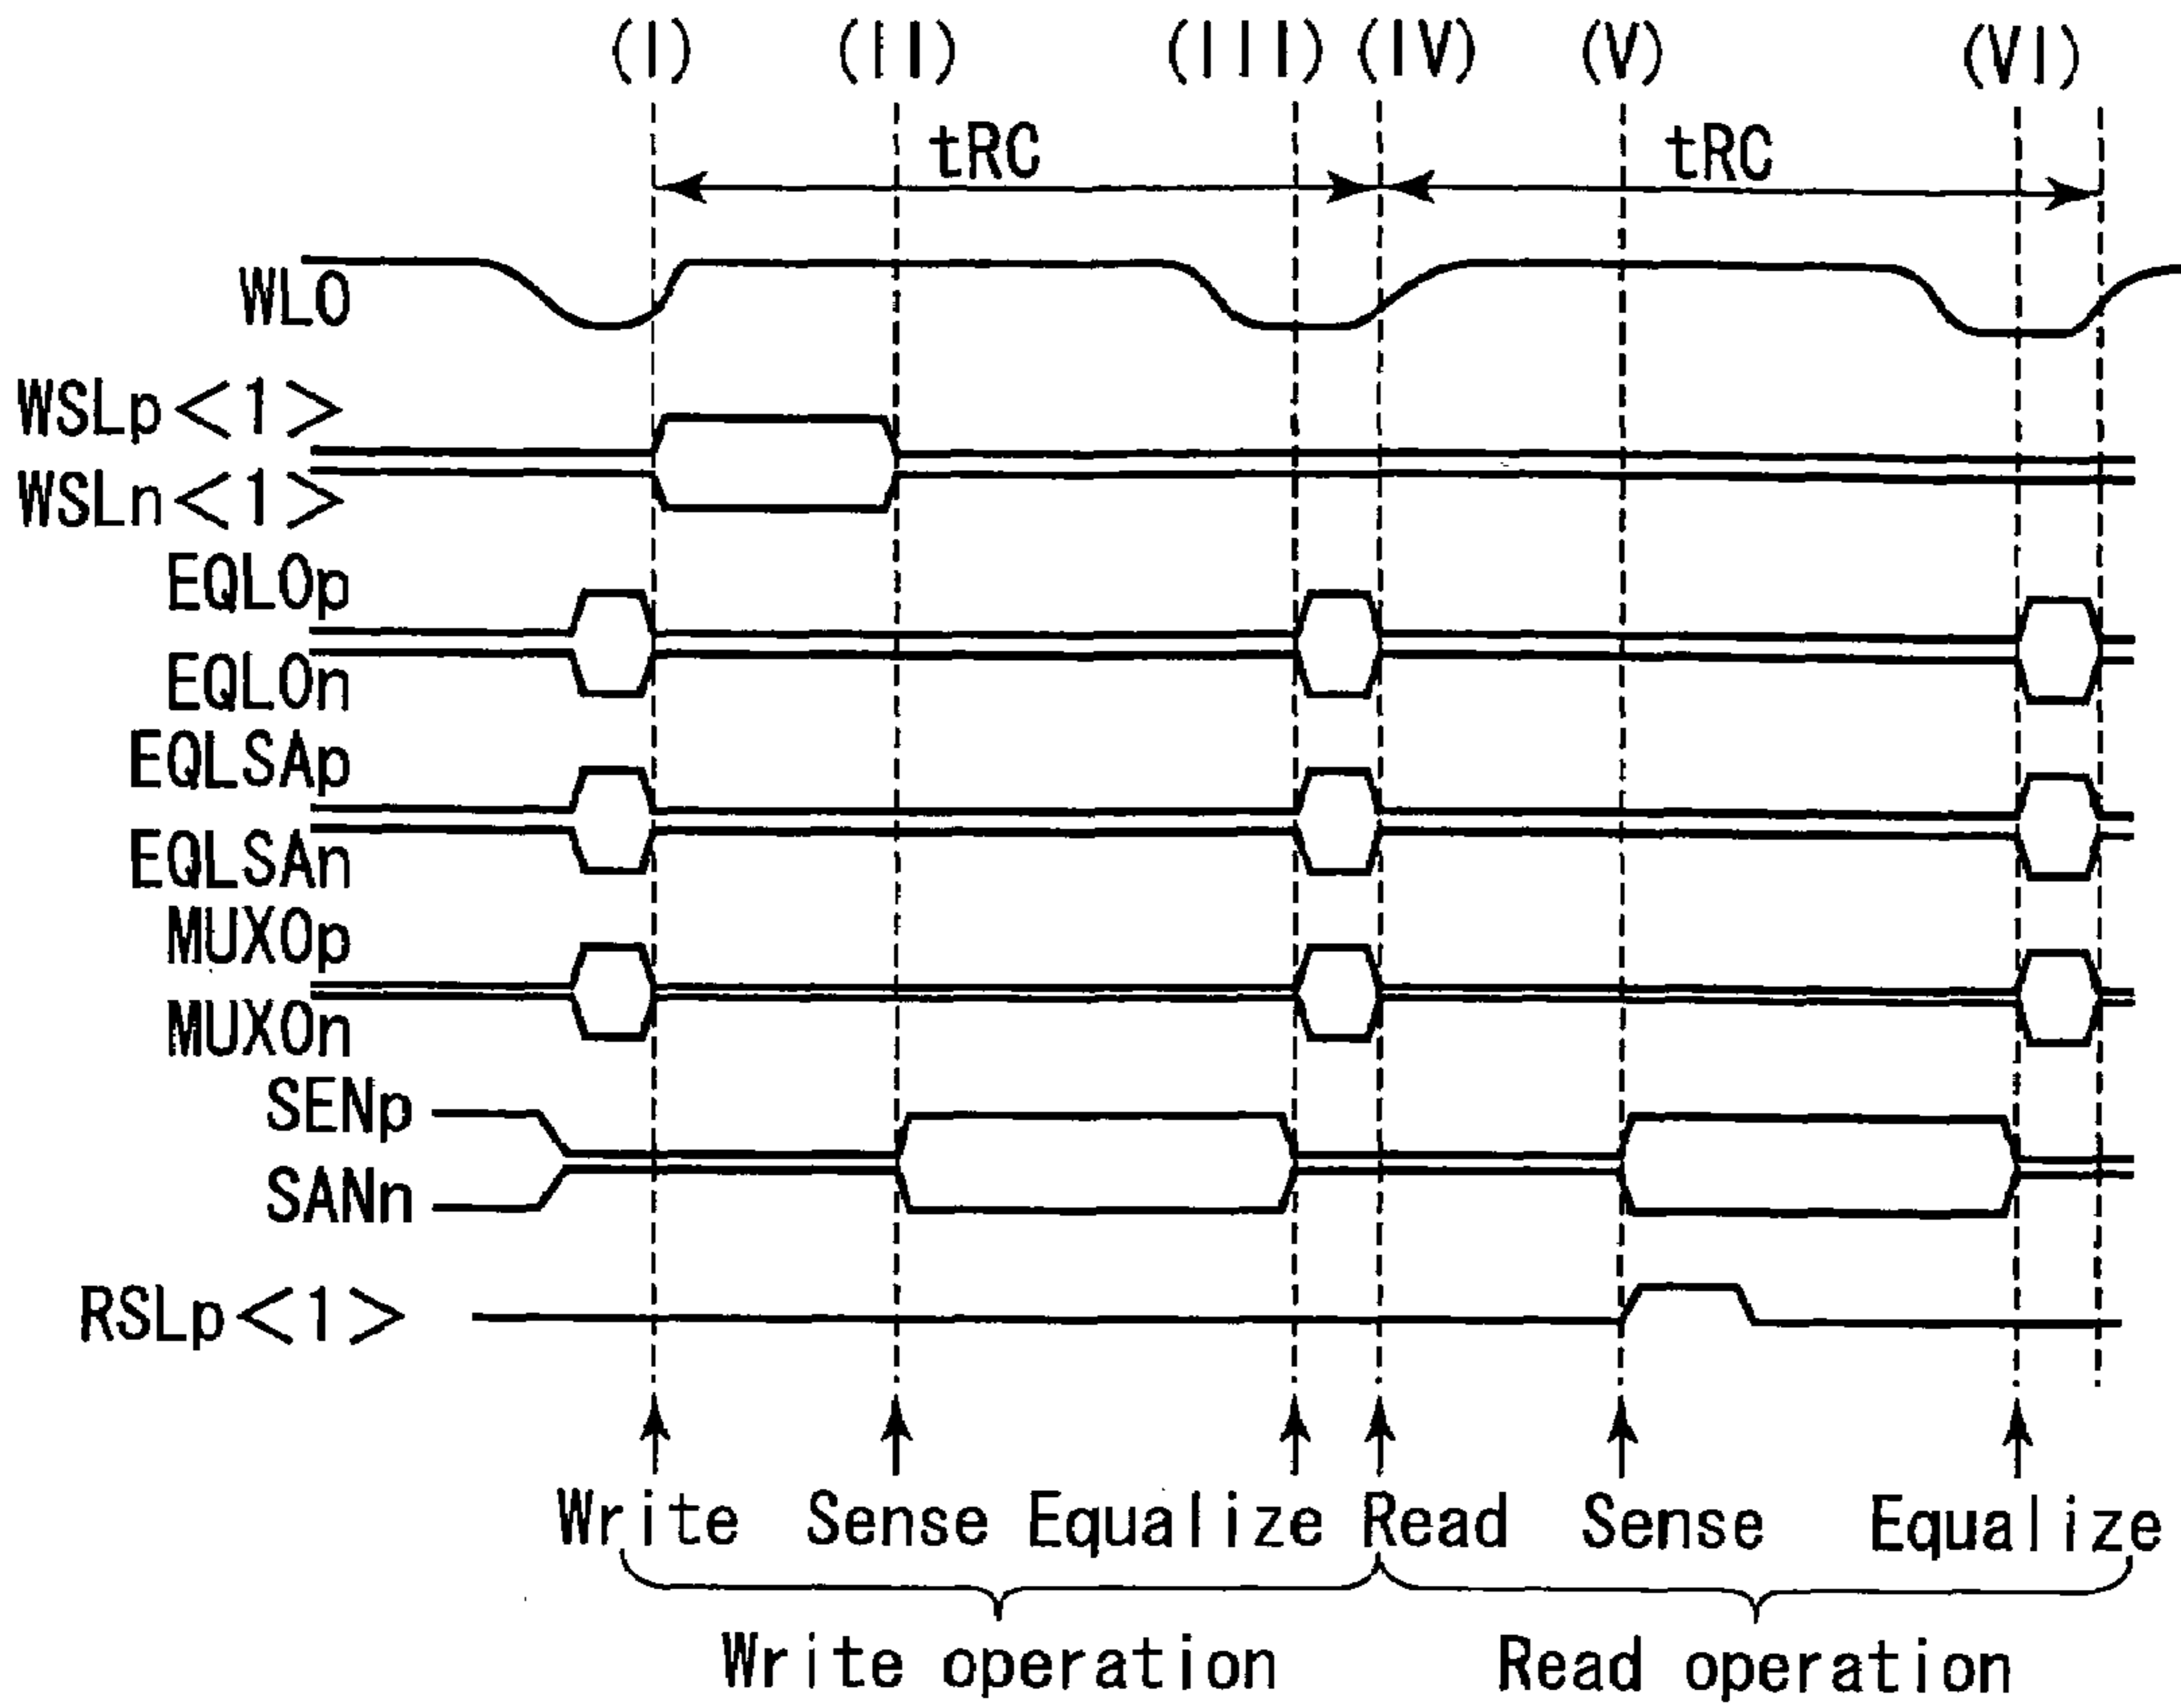 (I) (II) (III) (IV) (V) (VI)
tRC tRC
WL0
WSLp<1>
WSLn<1>
EQL0p
EQL0n
EQLSAp
EQLSAn
MUX0p
MUX0n
SENp
SANn
RSLp<1>
Write Sense Equalize Read Sense Equalize
Write operation Read operation